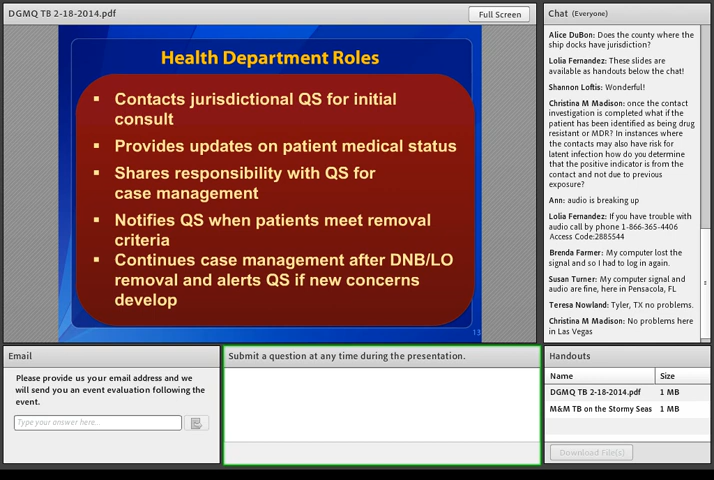 DGMQ TB 2-18-2014.pdf
Full Screen
Health Department Roles
▪ Contacts jurisdictional QS for initial
consult
▪ Provides updates on patient medical status
▪ Shares responsibility with QS for
case management
▪ Notifies QS when patients meet removal
criteria
▪ Continues case management after DNB/LO
removal and alerts QS if new concerns
develop
13
Chat (Everyone)
Alice DuBon: Does the county where the
ship docks have jurisdiction?
Lolia Fernandez: These slides are
available as handouts below the chat!
Shannon Loftis: Wonderful!
Christina M Madison: once the contact
investigation is completed what if the
patient has been identified as being drug
resistant or MDR? In instances where
the contacts may also have risk for
latent infection how do you determine
that the positive indicator is from the
contact and not due to previous
exposure?
Ann: audio is breaking up
Lolia Fernandez: If you have trouble with
audio call by phone 1-866-365-4406
Access Code:2885544
Brenda Farmer: My computer lost the
signal and so I had to log in again.
Susan Turner: My computer signal and
audio are fine, here in Pensacola, FL
Teresa Nowland: Tyler, TX no problems.
Christina M Madison: No problems here
in Las Vegas
Email
Please provide us your email address and we
will send you an event evaluation following the
event.
Type your answer here...
Submit a question at any time during the presentation.
Handouts
Name Size
DGMQ TB 2-18-2014.pdf 1 MB
M&M TB on the Stormy Seas 1 MB
Download File(s)